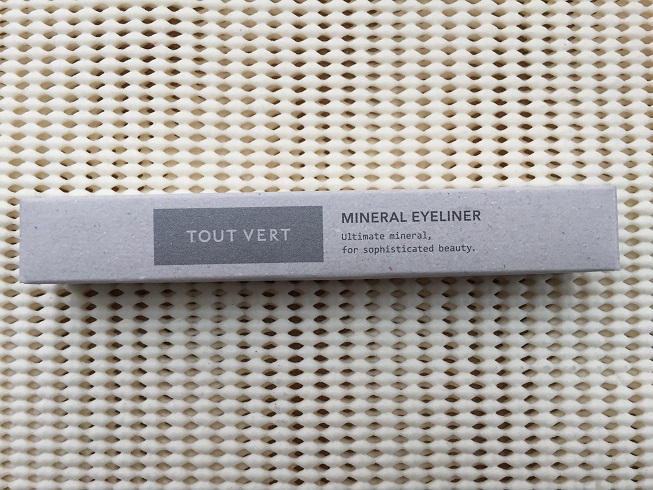 TOUT VERT
MINERAL EYELINER
Ultimate mineral,
for sophisticated beauty.